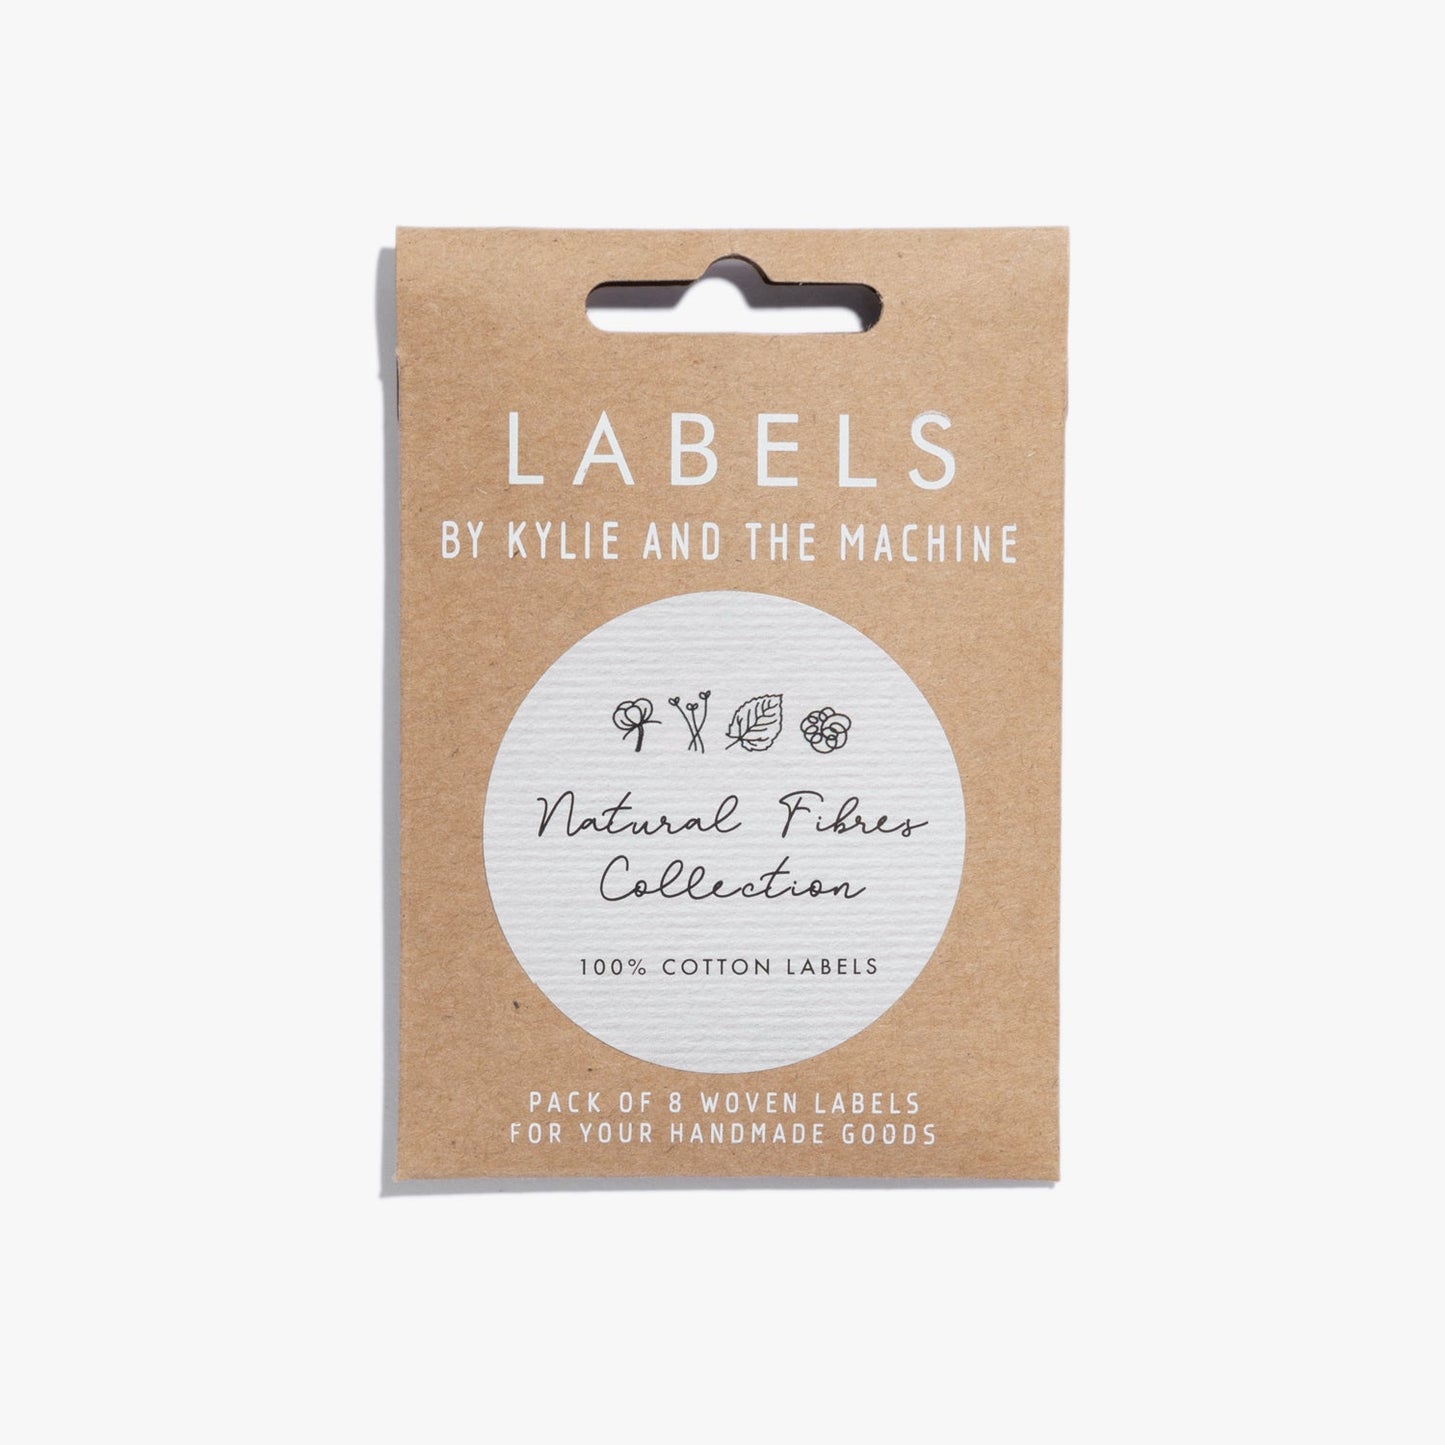 LABELS
BY KYLIE AND THE MACHINE
Natural Fibres
Collection
100% COTTON LABELS
PACK OF 8 WOVEN LABELS
FOR YOUR HANDMADE GOODS